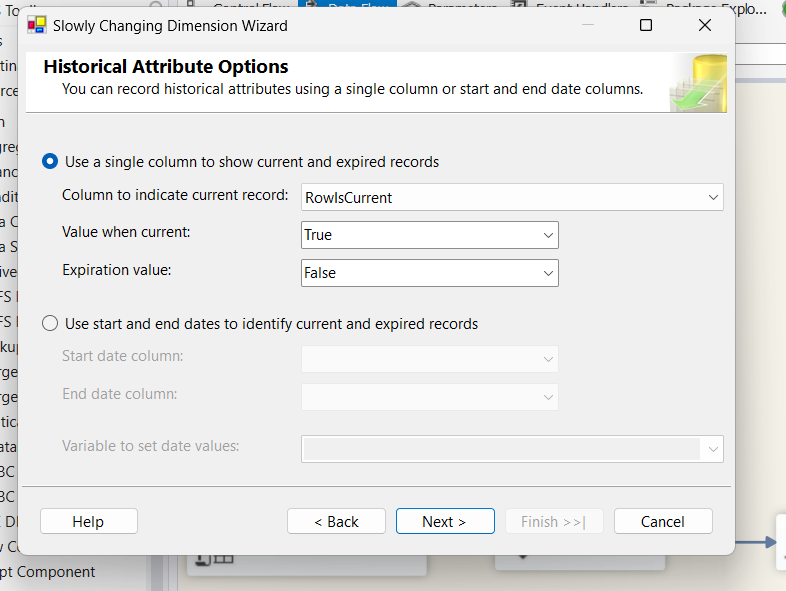 Slowly Changing Dimension Wizard
Historical Attribute Options
You can record historical attributes using a single column or start and end date columns.
Use a single column to show current and expired records
Column to indicate current record: RowIsCurrent
Value when current: True
Expiration value: False
Use start and end dates to identify current and expired records
Start date column:
End date column:
Variable to set date values:
Help < Back Next > Finish >>| Cancel
pt Component